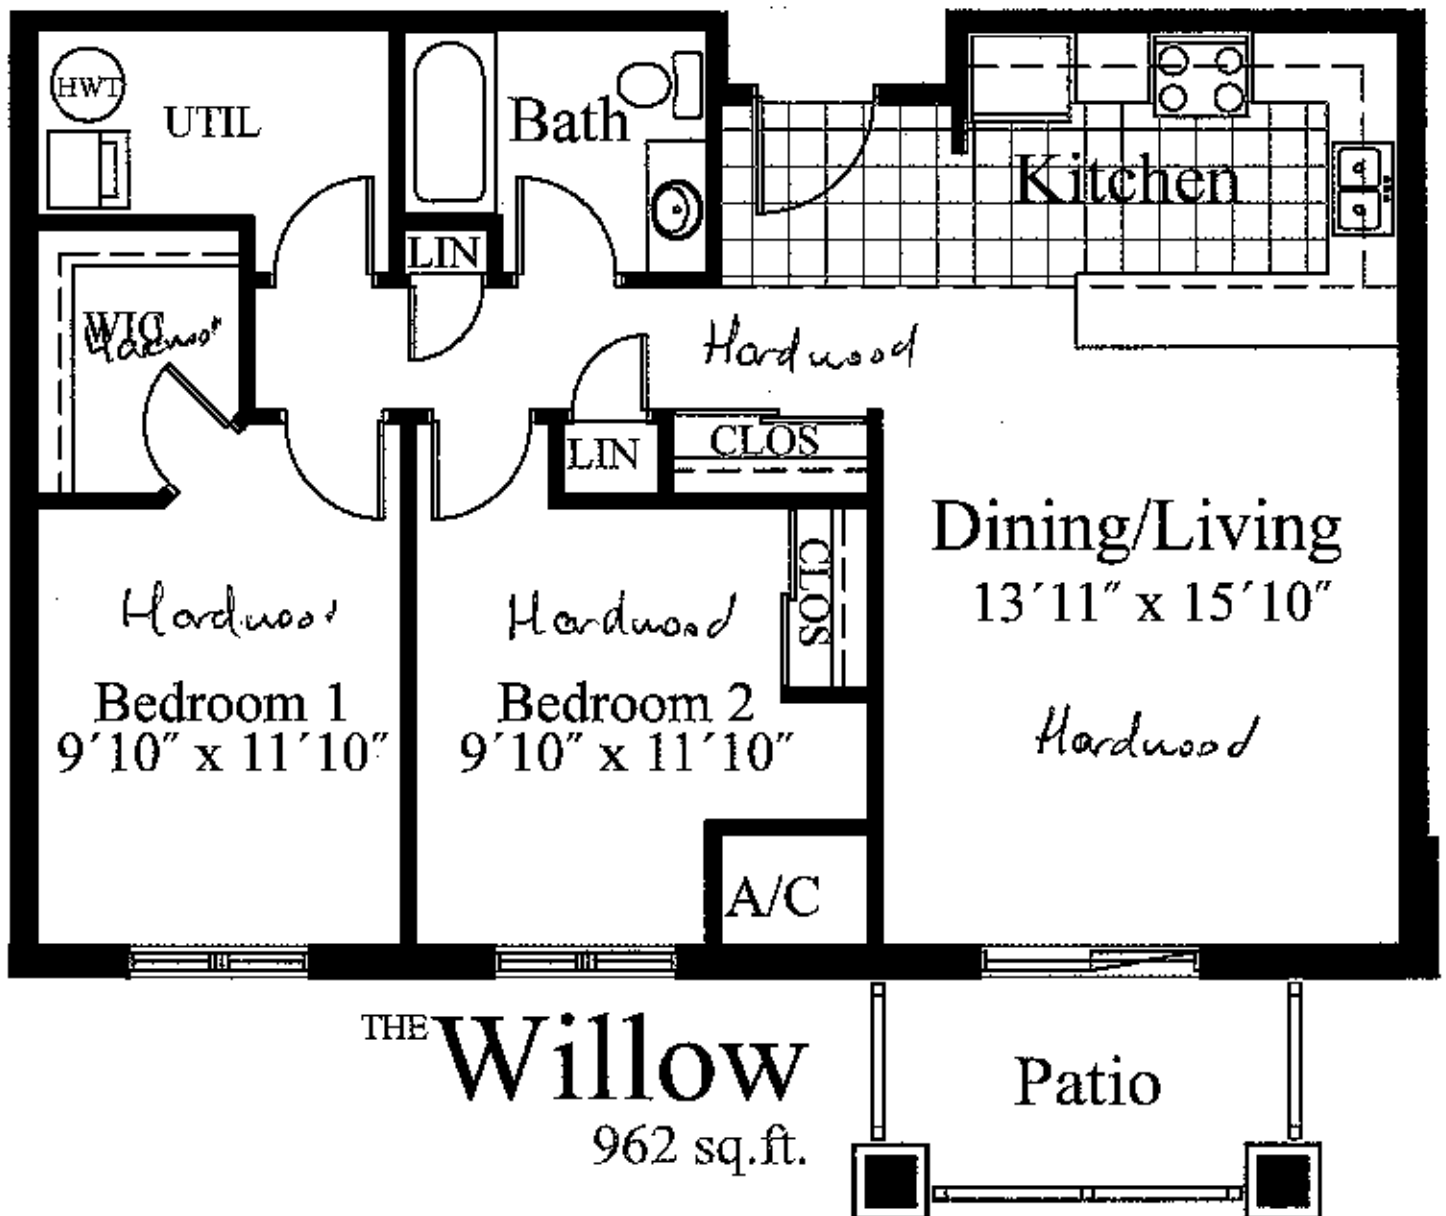 HWT
UTIL
Bath
Kitchen
LIN
WIC
Hardwood
LIN
CLOS
CLOS
Dining/Living
13´11˝ x 15´10˝
Hardwood
Hardwood
Hardwood
Bedroom 1
9´10˝ x 11´10˝
Bedroom 2
9´10˝ x 11´10˝
A/C
THE Willow
962 sq.ft.
Patio